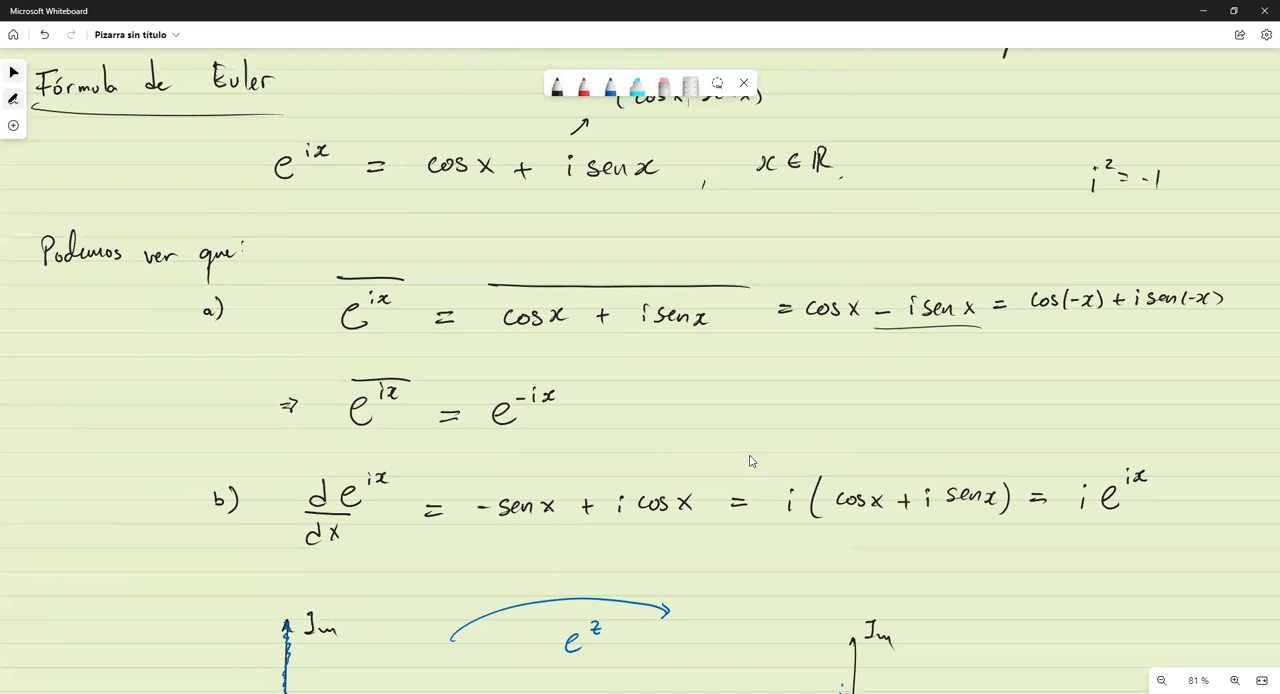 Microsoft Whiteboard
Pizarra sin título
Fórmula de Euler
e^{ix} = cos x + i sen x , x ∈ ℝ.
i² = -1
Podemos ver que:
a) \overline{e^{ix}} = \overline{cos x + i sen x} = cos x - i sen x = cos(-x) + i sen(-x)
⇒ \overline{e^{ix}} = e^{-ix}
b) \frac{d e^{ix}}{dx} = - sen x + i cos x = i ( cos x + i sen x ) = i e^{ix}
Im
e^z
Im
81 %